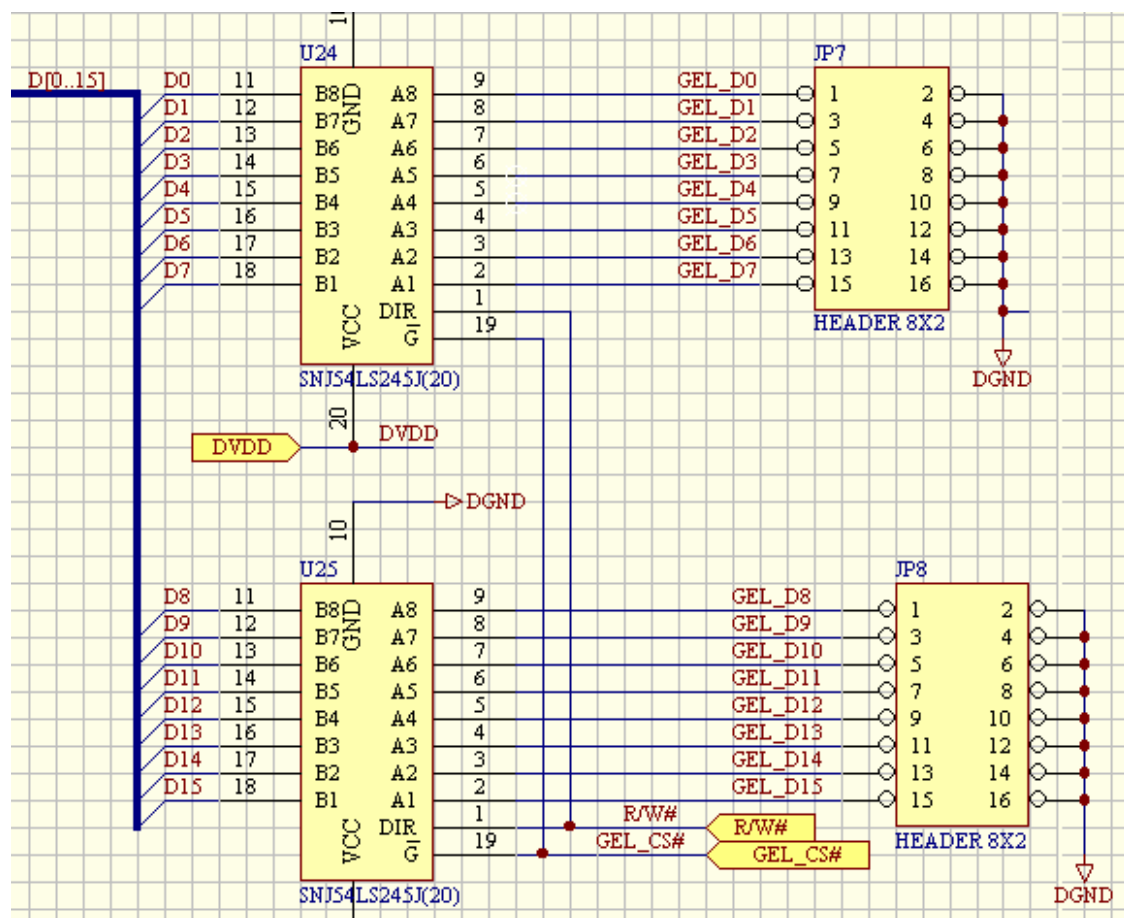 10
U24
JP7
D[0..15]
D0 11 B8 A8 9 GEL_D0 1 2
D1 12 B7 A7 8 GEL_D1 3 4
GND
D2 13 B6 A6 7 GEL_D2 5 6
D3 14 B5 A5 6 GEL_D3 7 8
D4 15 B4 A4 5 GEL_D4 9 10
D5 16 B3 A3 4 GEL_D5 11 12
D6 17 B2 A2 3 GEL_D6 13 14
D7 18 B1 A1 2 GEL_D7 15 16
VCC DIR 1
G 19
HEADER 8X2
SNJ54LS245J(20)
DGND
20
DVDD DVDD
DGND
10
U25
JP8
D8 11 B8 A8 9 GEL_D8 1 2
D9 12 B7 A7 8 GEL_D9 3 4
GND
D10 13 B6 A6 7 GEL_D10 5 6
D11 14 B5 A5 6 GEL_D11 7 8
D12 15 B4 A4 5 GEL_D12 9 10
D13 16 B3 A3 4 GEL_D13 11 12
D14 17 B2 A2 3 GEL_D14 13 14
D15 18 B1 A1 2 GEL_D15 15 16
VCC DIR 1 R/W# R/W#
G 19 GEL_CS# GEL_CS#
HEADER 8X2
SNJ54LS245J(20)
DGND